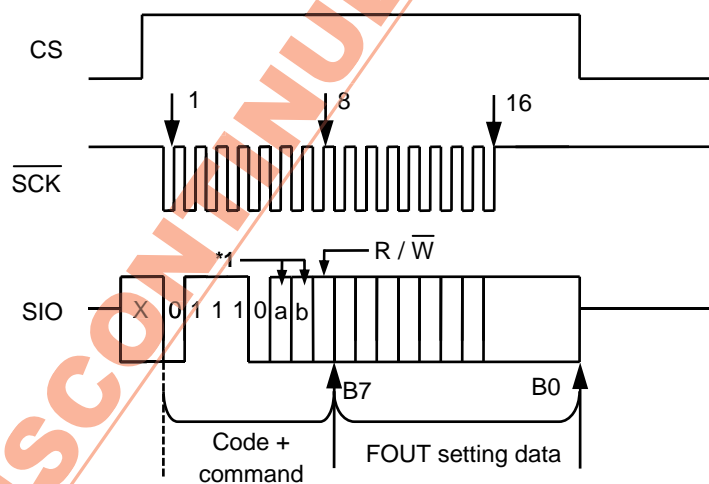 CS
1
8
16
SCK
*1
R / W
SIO
X 0 1 1 1 0 a b
B7
B0
Code +
command
FOUT setting data
DISCONTINUED